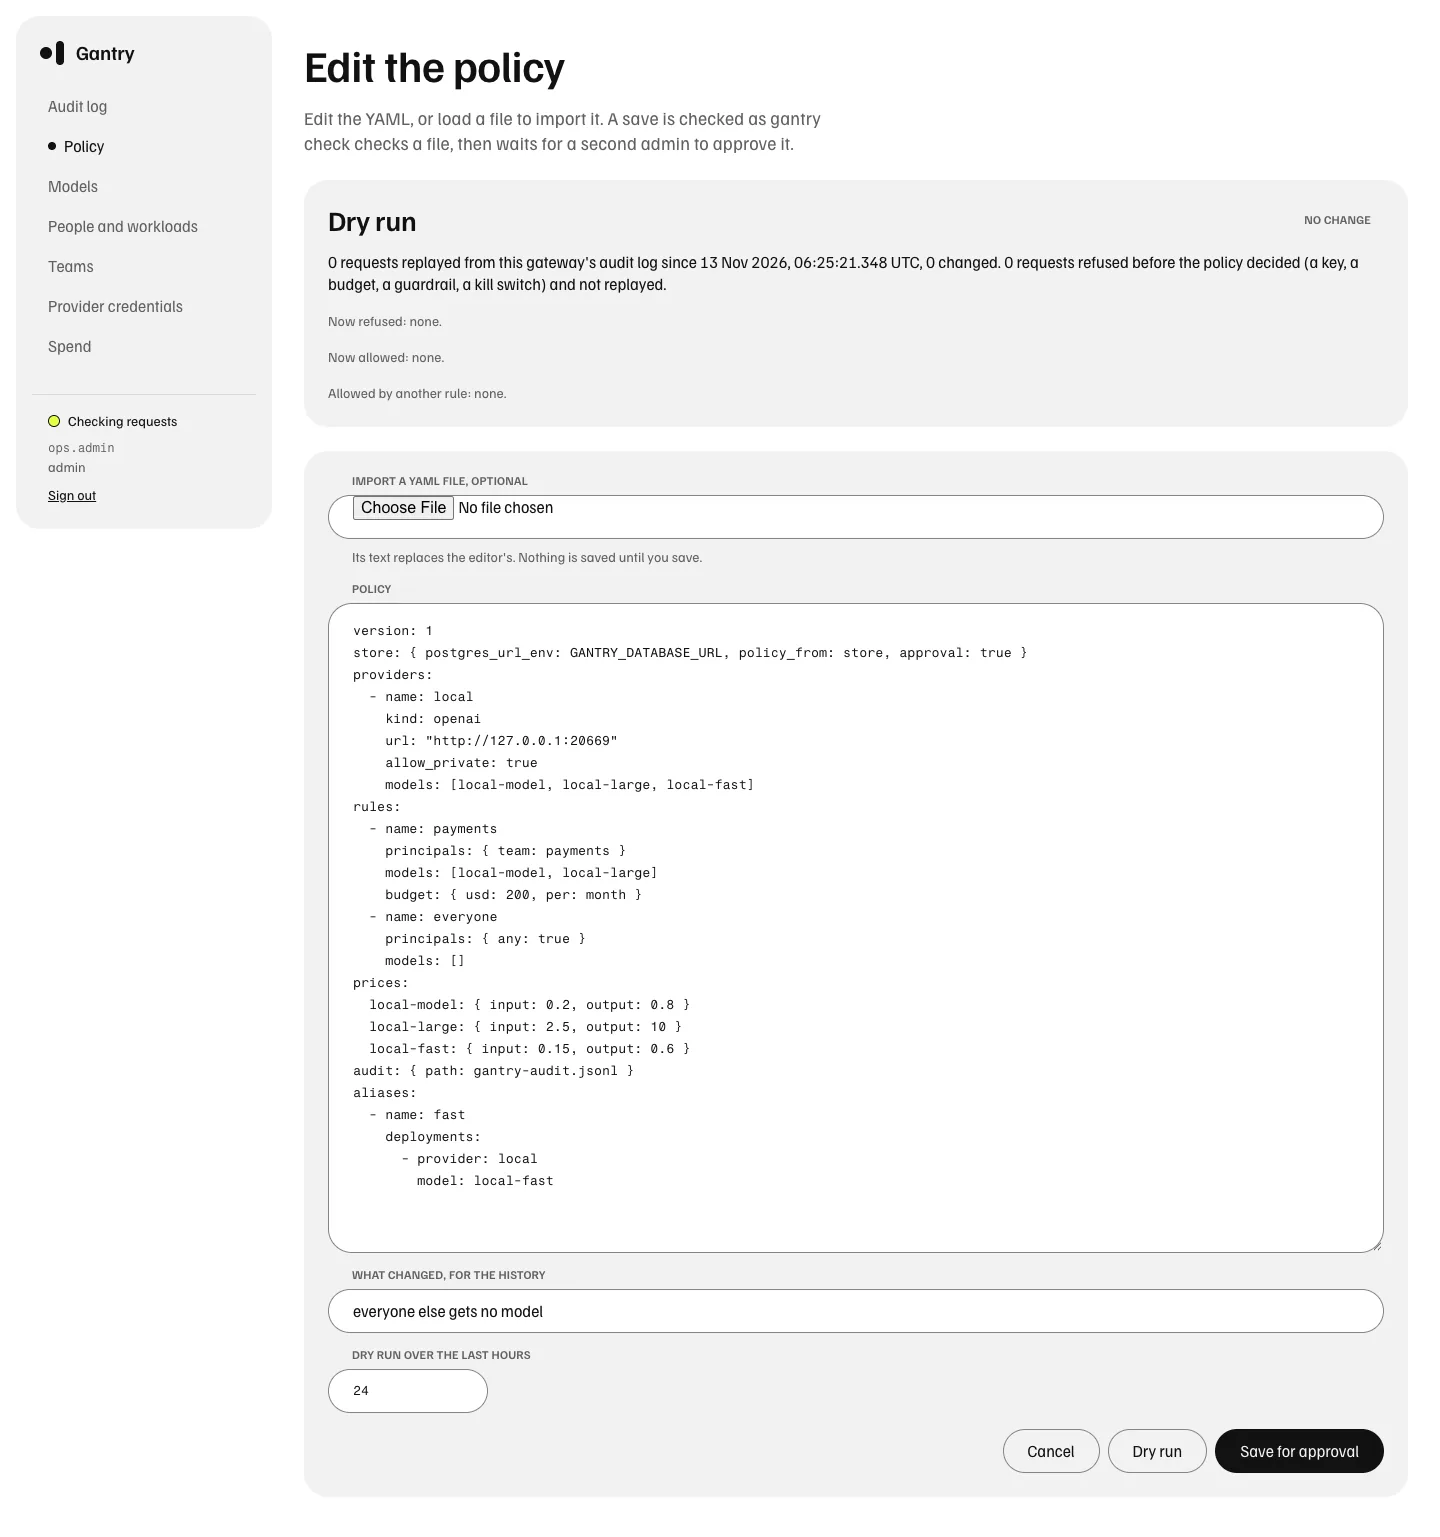 Gantry
Audit log
Policy
Models
People and workloads
Teams
Provider credentials
Spend
Checking requests
ops.admin
admin
Sign out
Edit the policy
Edit the YAML, or load a file to import it. A save is checked as gantry
check checks a file, then waits for a second admin to approve it.
Dry run
NO CHANGE
0 requests replayed from this gateway's audit log since 13 Nov 2026, 06:25:21.348 UTC, 0 changed. 0 requests refused before the policy decided (a key, a
budget, a guardrail, a kill switch) and not replayed.
Now refused: none.
Now allowed: none.
Allowed by another rule: none.
IMPORT A YAML FILE, OPTIONAL
Choose File No file chosen
Its text replaces the editor's. Nothing is saved until you save.
POLICY
version: 1
store: { postgres_url_env: GANTRY_DATABASE_URL, policy_from: store, approval: true }
providers:
  - name: local
    kind: openai
    url: "http://127.0.0.1:20669"
    allow_private: true
    models: [local-model, local-large, local-fast]
rules:
  - name: payments
    principals: { team: payments }
    models: [local-model, local-large]
    budget: { usd: 200, per: month }
  - name: everyone
    principals: { any: true }
    models: []
prices:
  local-model: { input: 0.2, output: 0.8 }
  local-large: { input: 2.5, output: 10 }
  local-fast: { input: 0.15, output: 0.6 }
audit: { path: gantry-audit.jsonl }
aliases:
  - name: fast
    deployments:
      - provider: local
        model: local-fast
WHAT CHANGED, FOR THE HISTORY
everyone else gets no model
DRY RUN OVER THE LAST HOURS
24
Cancel
Dry run
Save for approval